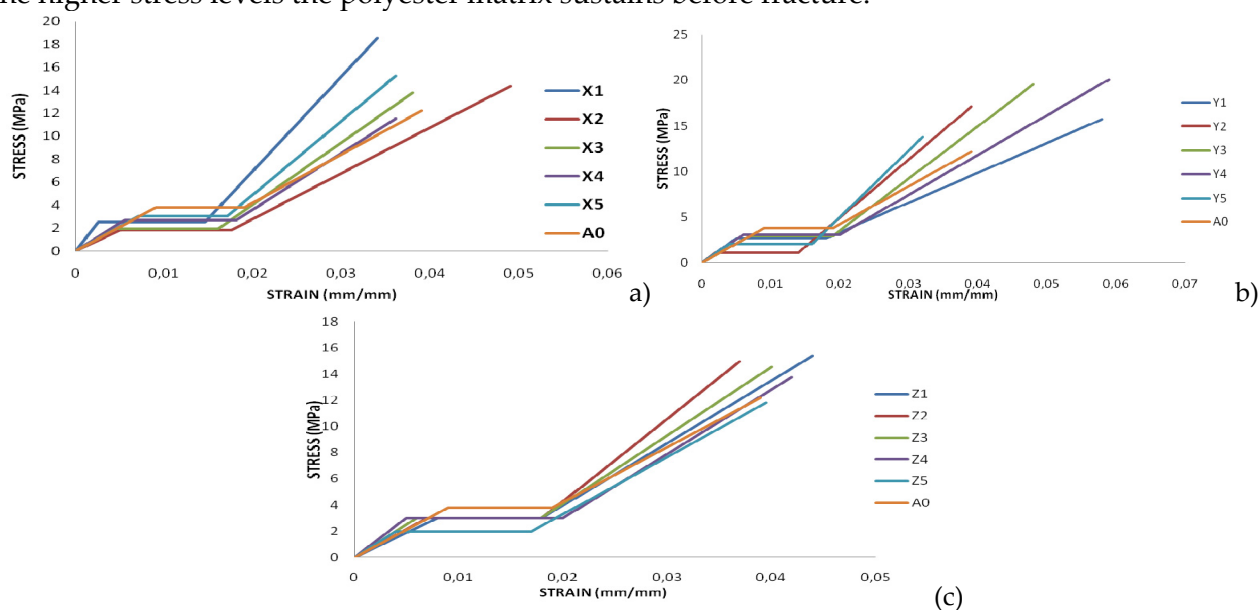 he higher stress levels the polyester matrix sustains before fracture.
STRESS (MPa)
20
18
16
14
12
10
8
6
4
2
0
0 0,01 0,02 0,03 0,04 0,05 0,06
STRAIN (mm/mm)
X1
X2
X3
X4
X5
A0
a)
STRESS (MPa)
25
20
15
10
5
0
0 0,01 0,02 0,03 0,04 0,05 0,06 0,07
STRAIN (mm/mm)
Y1
Y2
Y3
Y4
Y5
A0
b)
STRESS (MPa)
18
16
14
12
10
8
6
4
2
0
0 0,01 0,02 0,03 0,04 0,05
STRAIN (mm/mm)
Z1
Z2
Z3
Z4
Z5
A0
(c)